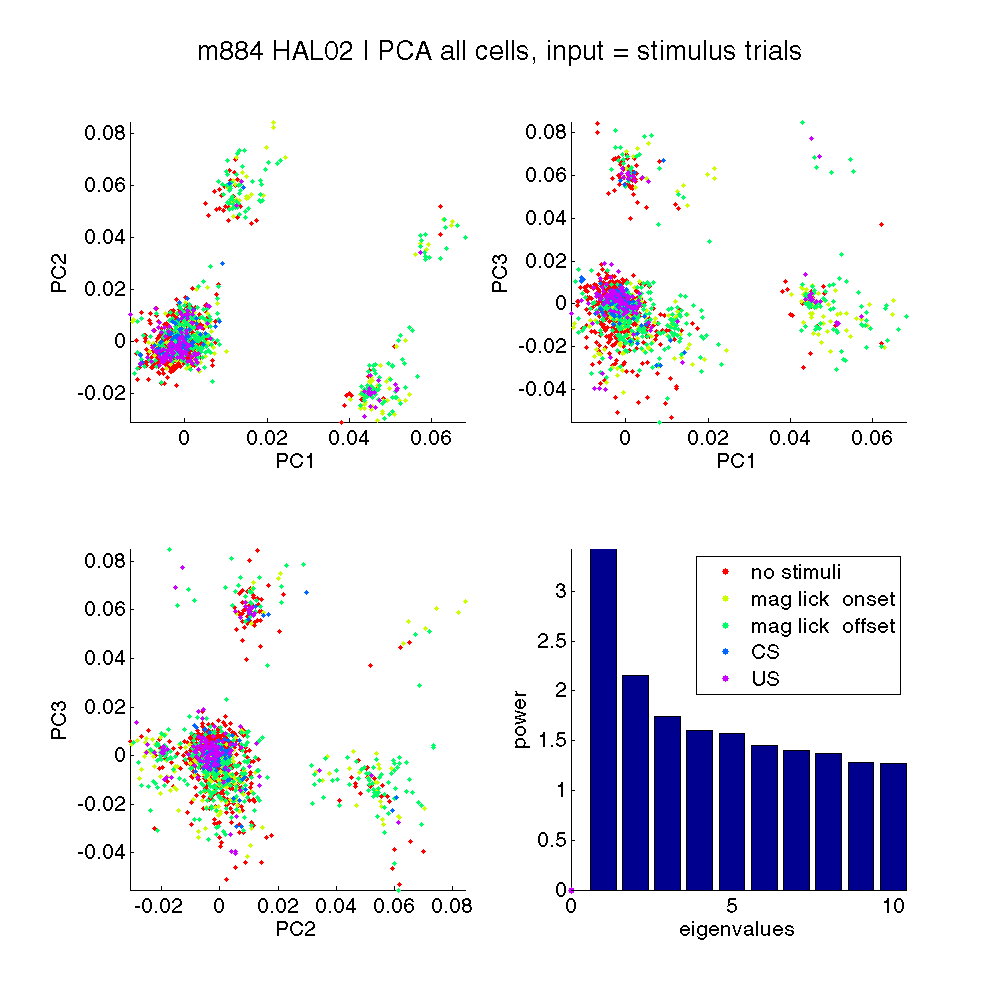 m884 HAL02 | PCA all cells, input = stimulus trials
0.08
0.06
0.04
0.02
0
-0.02
PC2
0 0.02 0.04 0.06
PC1
0.08
0.06
0.04
0.02
0
-0.02
-0.04
PC3
0 0.02 0.04 0.06
PC1
0.08
0.06
0.04
0.02
0
-0.02
-0.04
PC3
-0.02 0 0.02 0.04 0.06 0.08
PC2
3
2.5
2
1.5
1
0.5
0
power
0 5 10
eigenvalues
no stimuli
mag lick onset
mag lick offset
CS
US